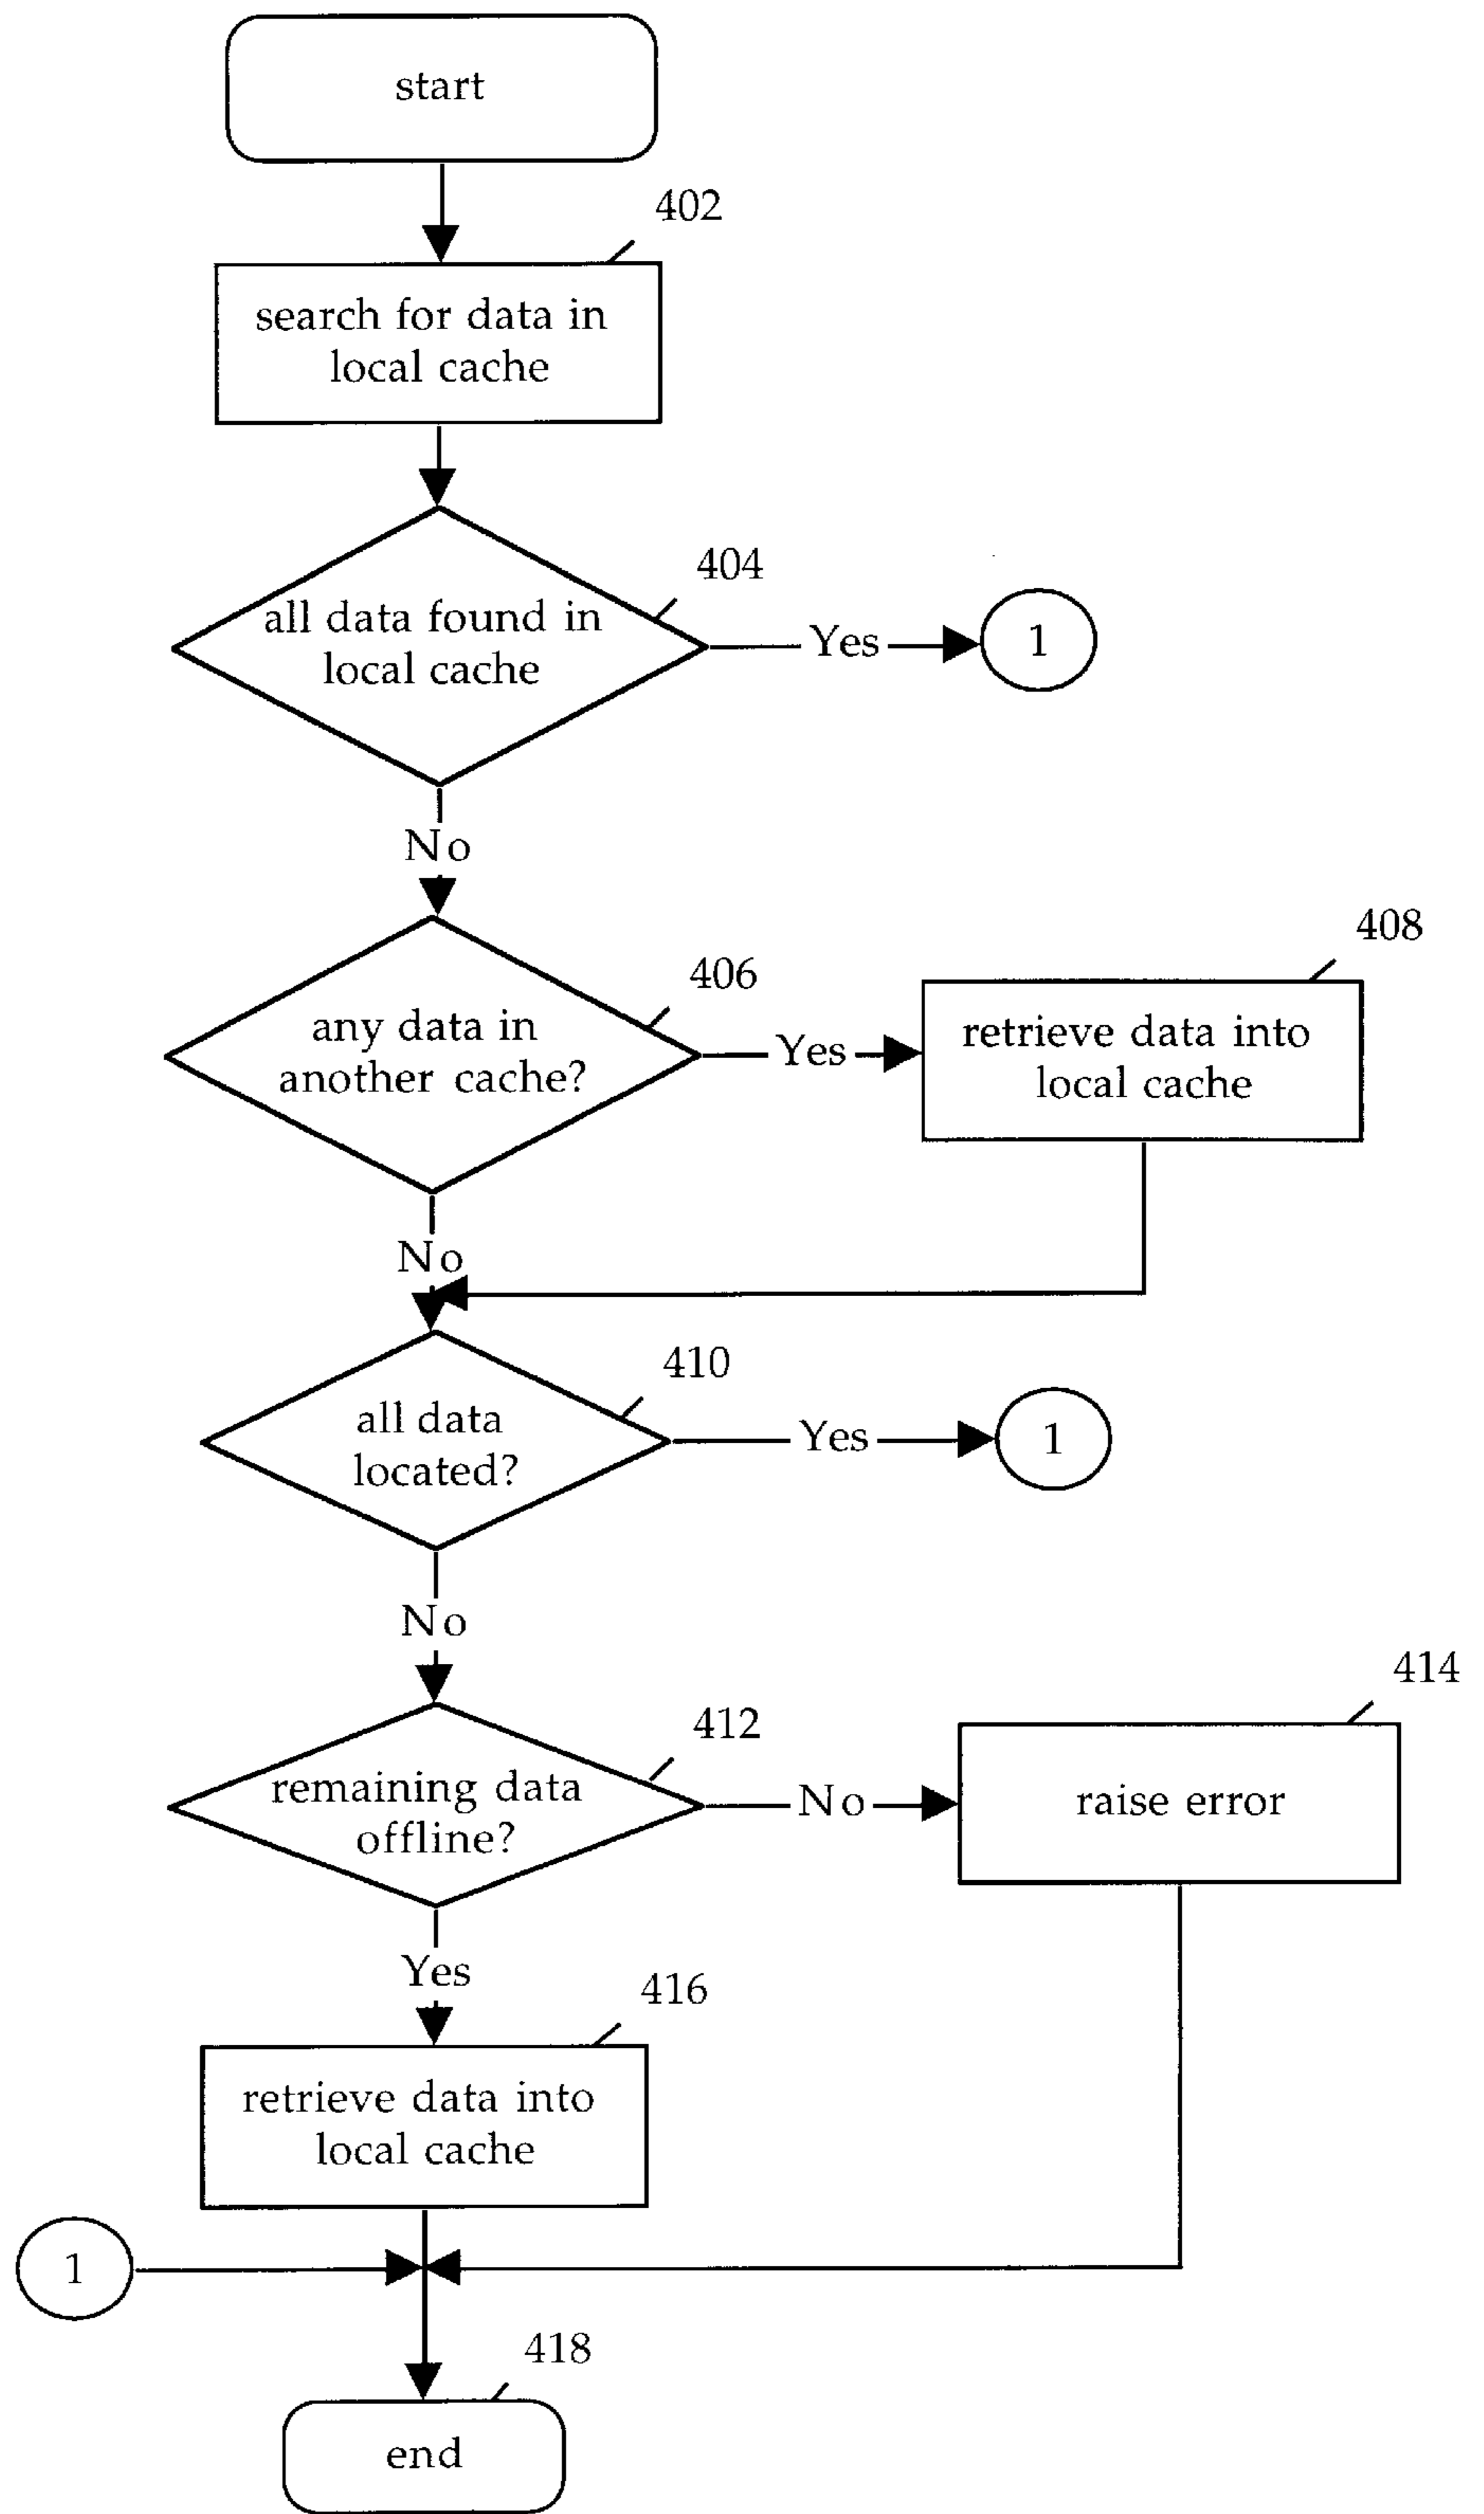 start
402
search for data in
local cache
404
all data found in
local cache
Yes
1
No
406
any data in
another cache?
Yes
408
retrieve data into
local cache
No
410
all data
located?
Yes
1
No
412
remaining data
offline?
No
414
raise error
Yes
416
retrieve data into
local cache
1
418
end